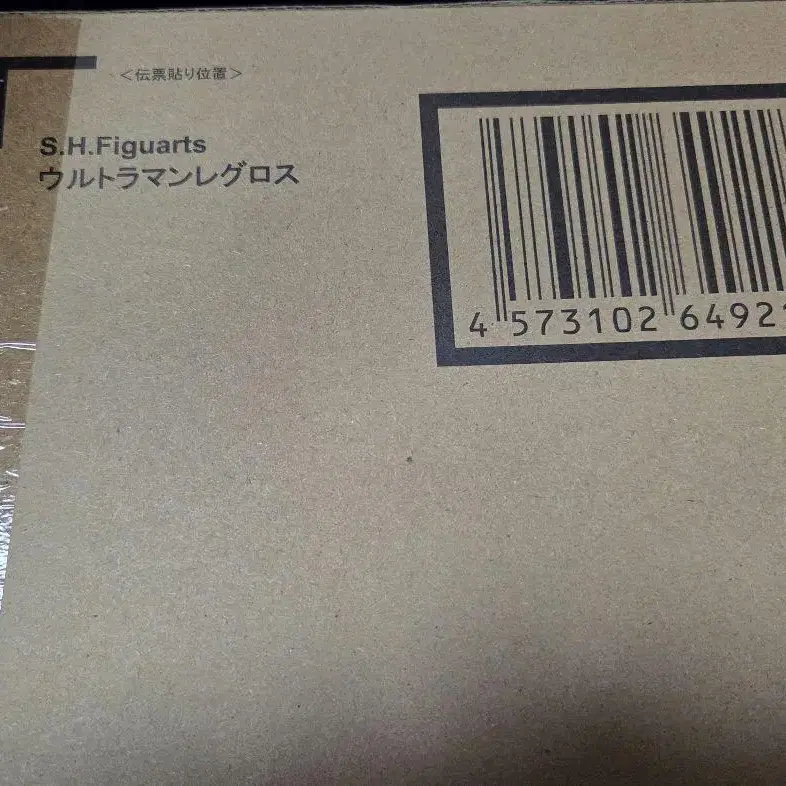 <伝票貼り位置>
S.H.Figuarts
ウルトラマンレグロス
4 573102 64921